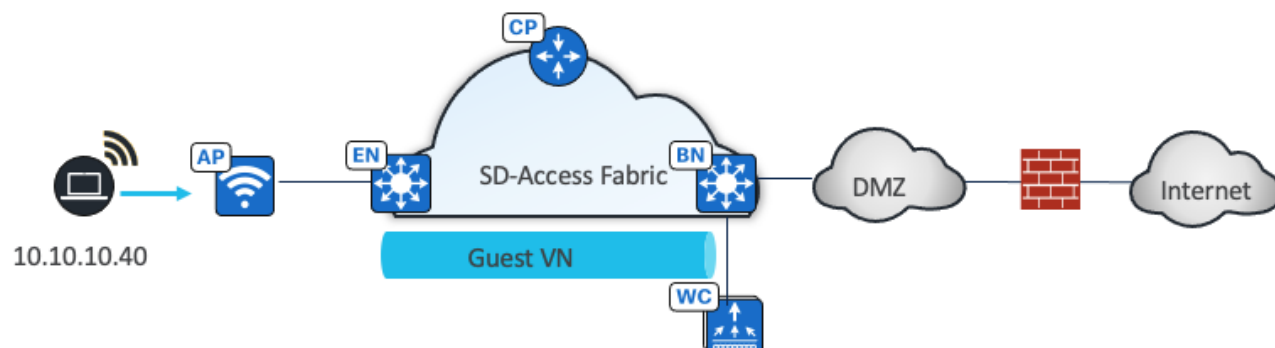 CP
AP
EN
SD-Access Fabric
BN
DMZ
Internet
10.10.10.40
Guest VN
WC